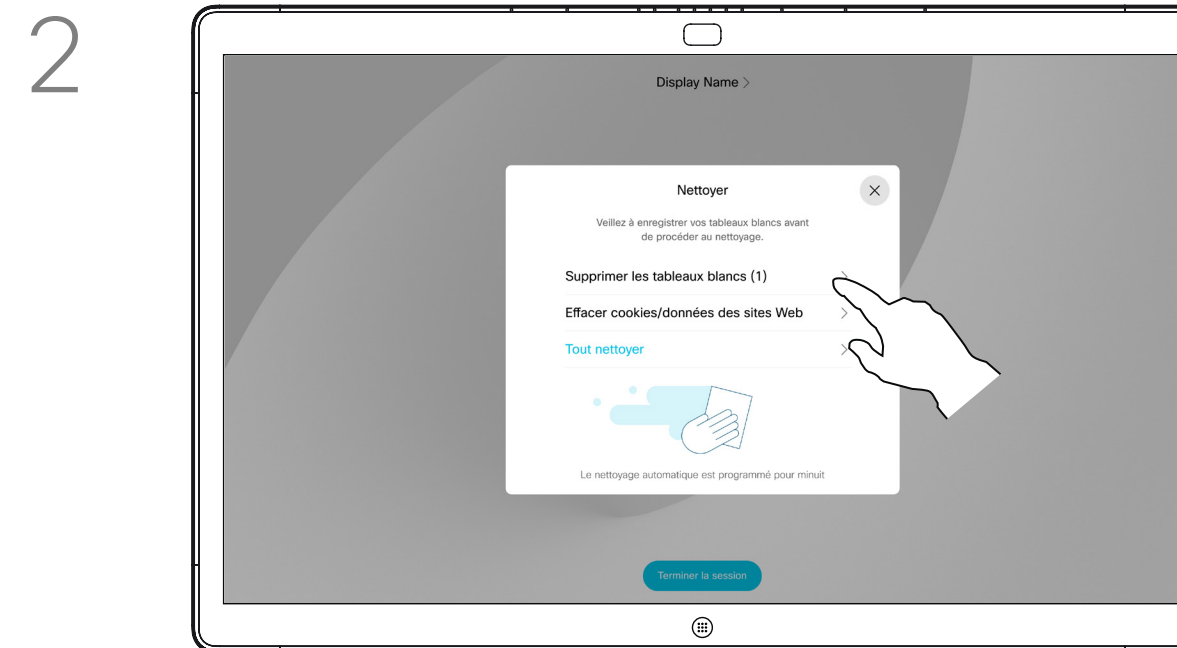 2
Display Name >
Nettoyer
Veillez à enregistrer vos tableaux blancs avant
de procéder au nettoyage.
Supprimer les tableaux blancs (1)
Effacer cookies/données des sites Web
Tout nettoyer
Le nettoyage automatique est programmé pour minuit
Terminer la session